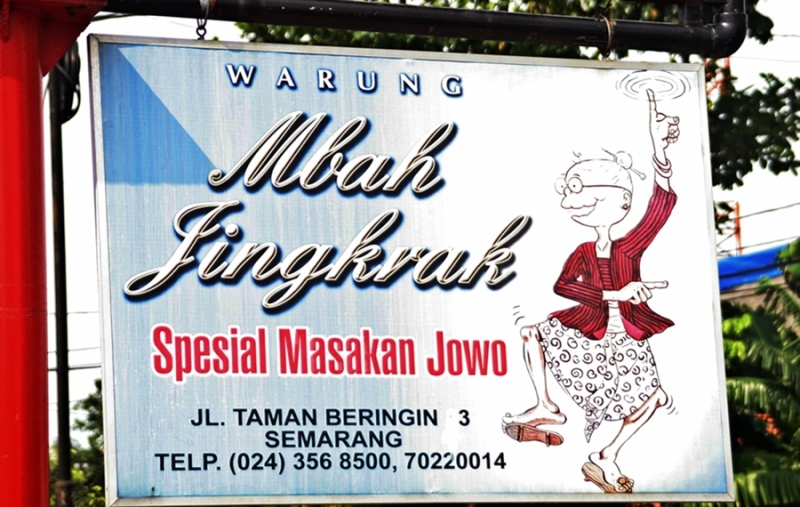 WARUNG
Mbah
Jingkrak
Spesial Masakan Jowo
JL. TAMAN BERINGIN 3
SEMARANG
TELP. (024) 356 8500, 70220014